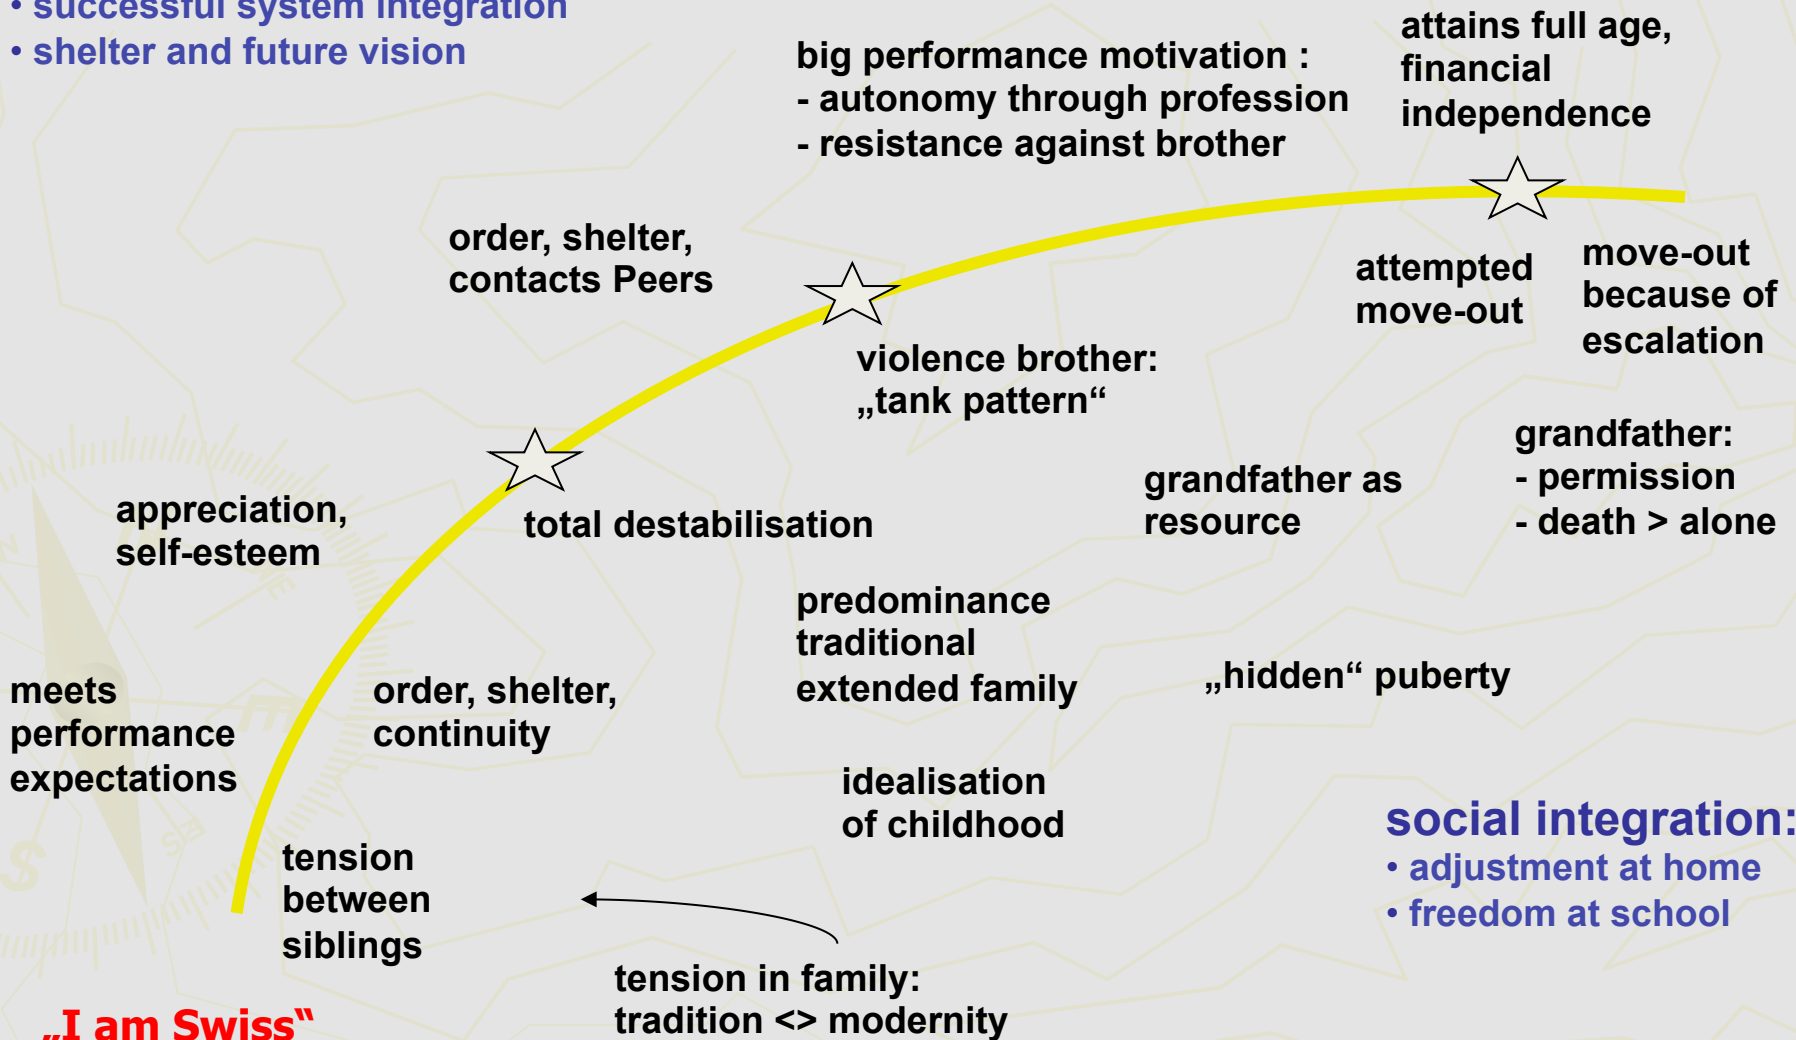 • successful system integration
• shelter and future vision
big performance motivation :
- autonomy through profession
- resistance against brother
attains full age,
financial
independence
order, shelter,
contacts Peers
attempted
move-out
move-out
because of
escalation
violence brother:
„tank pattern“
appreciation,
self-esteem
total destabilisation
grandfather as
resource
grandfather:
- permission
- death > alone
meets
performance
expectations
order, shelter,
continuity
predominance
traditional
extended family
„hidden“ puberty
idealisation
of childhood
tension
between
siblings
social integration:
• adjustment at home
• freedom at school
tension in family:
tradition <> modernity
„I am Swiss“
N
E
S
SE